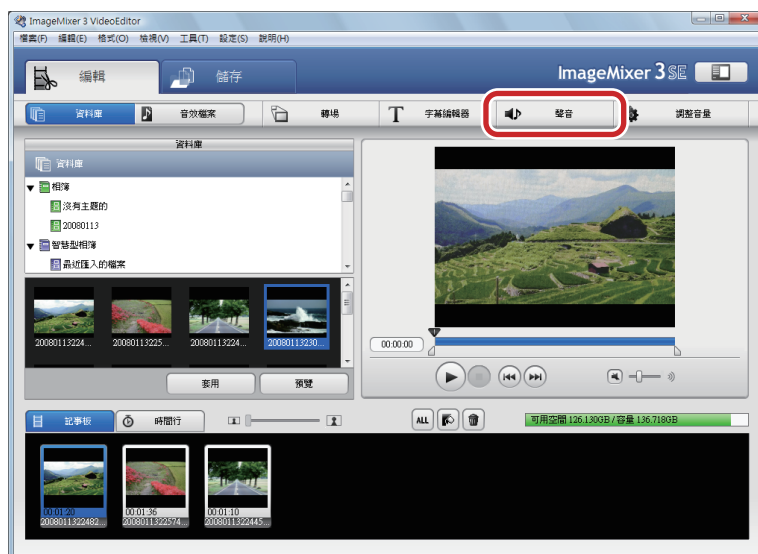 ImageMixer 3 VideoEditor
檔案(F) 編輯(E) 格式(O) 檢視(V) 工具(T) 設定(S) 說明(H)
編輯
儲存
ImageMixer 3 SE
資料庫
音效檔案
轉場
T 字幕編輯器
聲音
調整音量
資料庫
資料庫
相簿
沒有主題的
20080113
智慧型相簿
最近匯入的檔案
20080113224...
20080113225...
20080113224...
20080113230...
套用
預覽
00:00:00
記事板
時間行
ALL
可用空間 126.130GB / 容量 136.718GB
00:01:20
00:01:36
00:01:10
2008011322482...
2008011322574...
2008011322445...